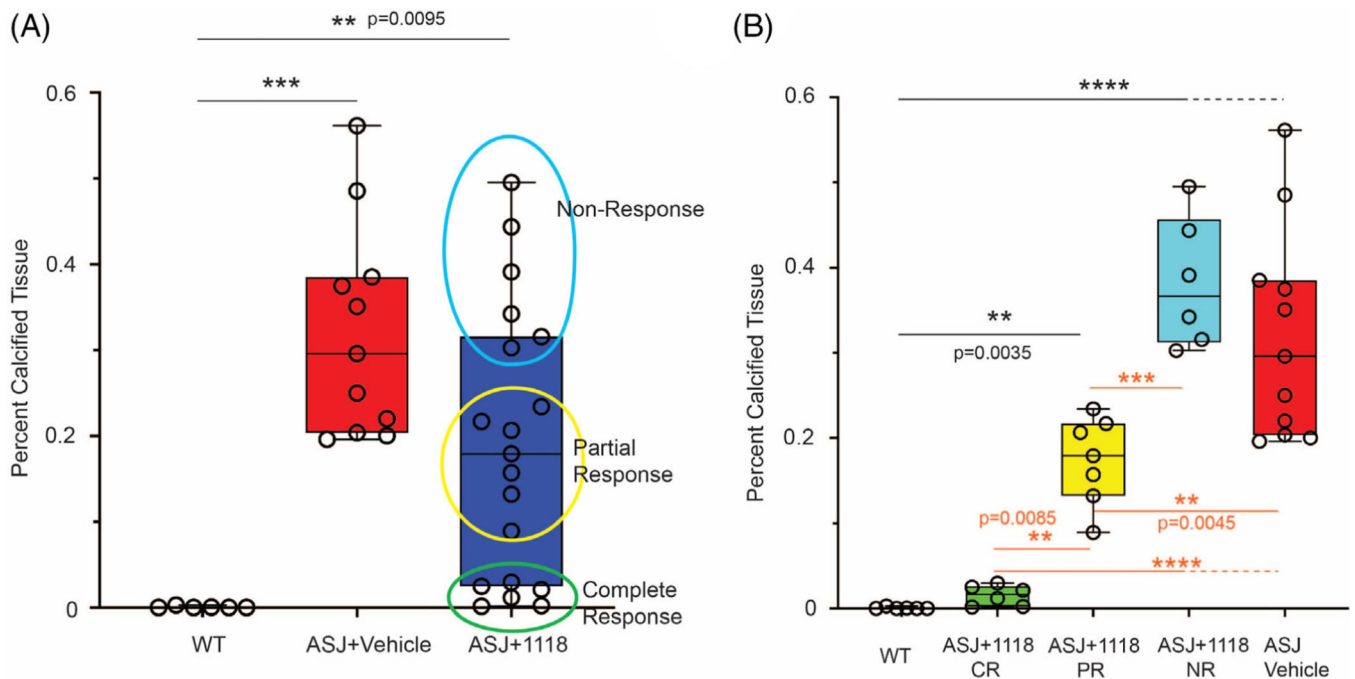 (A)
** p=0.0095
***
0.6
0.4
0.2
0
Percent Calcified Tissue
Non-Response
Partial
Response
Complete
Response
WT
ASJ+Vehicle
ASJ+1118
(B)
****
0.6
0.4
0.2
0
Percent Calcified Tissue
**
p=0.0035
***
**
p=0.0045
p=0.0085
**
****
WT
ASJ+1118
CR
ASJ+1118
PR
ASJ+1118
NR
ASJ
Vehicle